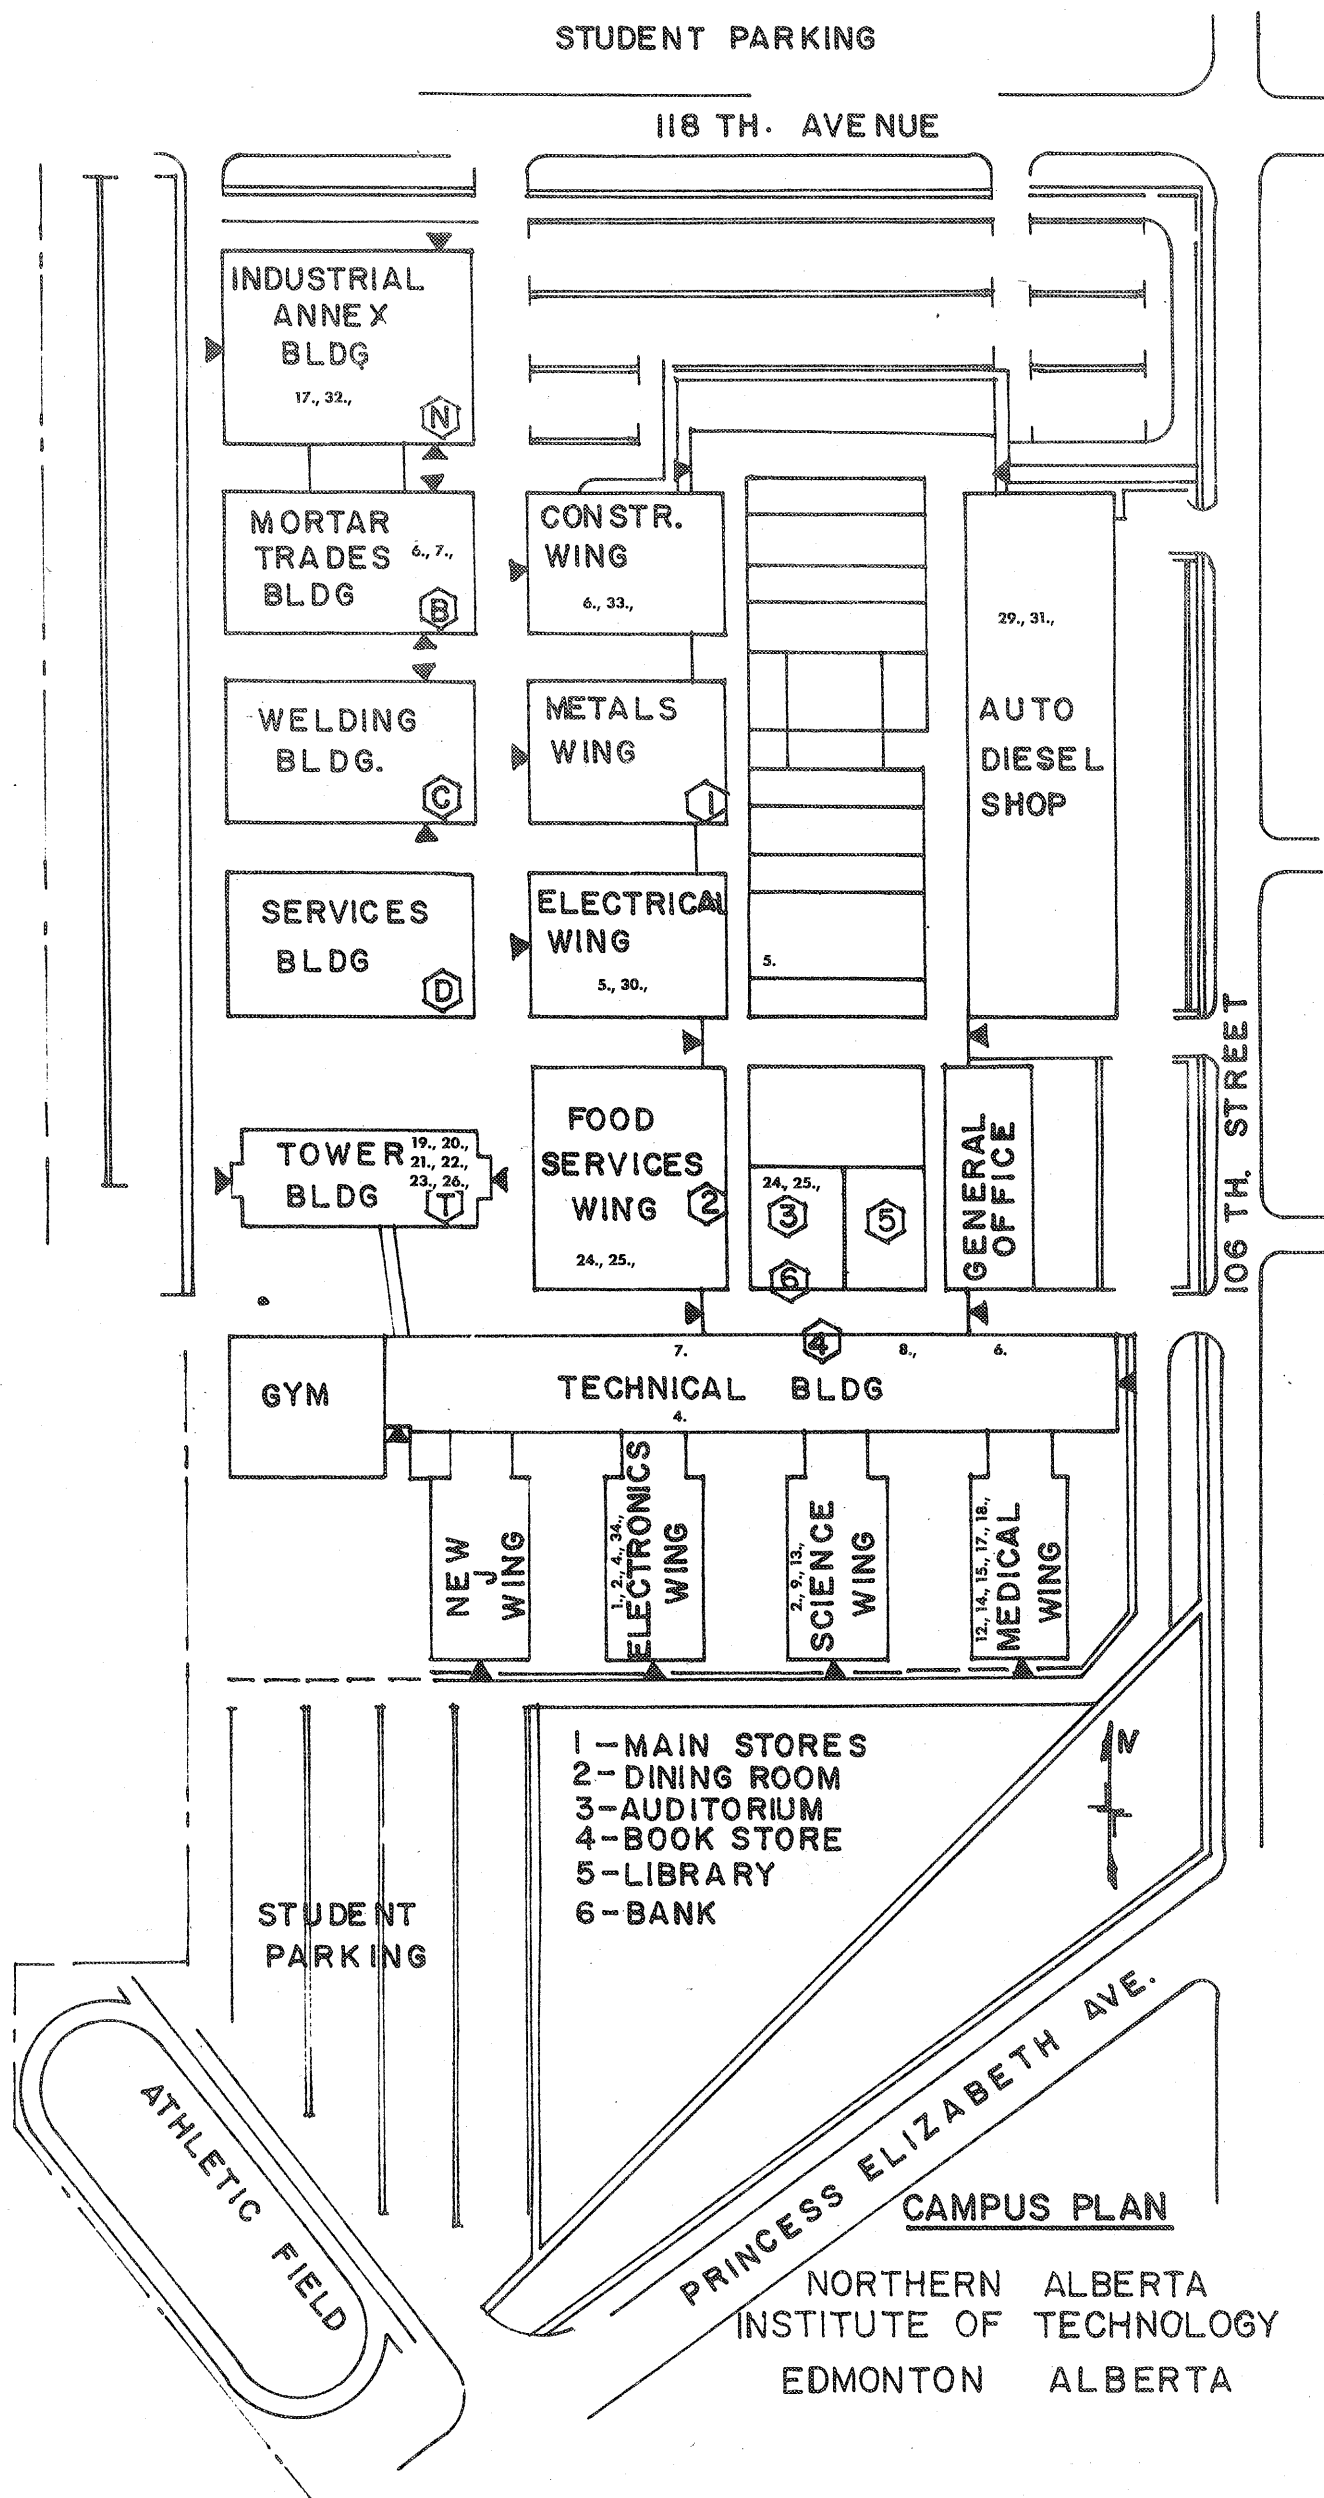 STUDENT PARKING
118 TH. AVENUE
INDUSTRIAL
ANNEX
BLDG
17., 32.,
N
MORTAR
TRADES 6., 7.,
BLDG
B
CONSTR.
WING
6., 33.,
29., 31.,
AUTO
DIESEL
SHOP
WELDING
BLDG.
C
METALS
WING
1
SERVICES
BLDG
D
ELECTRICAL
WING
5., 30.,
5.
106 TH. STREET
TOWER 19., 20.,
21., 22.,
BLDG 23., 26.,
T
FOOD
SERVICES
WING 2
24., 25.,
24., 25.,
3
6
5
GENERAL
OFFICE
GYM
7.
4
8.,
6.
TECHNICAL BLDG
4.
NEW
J
WING
1., 2., 4., 34.,
ELECTRONICS
WING
2., 9., 13.,
SCIENCE
WING
12., 14., 15., 17., 18.,
MEDICAL
WING
1-MAIN STORES
2-DINING ROOM
3-AUDITORIUM
4-BOOK STORE
5-LIBRARY
6-BANK
N
STUDENT
PARKING
ATHLETIC FIELD
PRINCESS ELIZABETH AVE.
CAMPUS PLAN
NORTHERN ALBERTA
INSTITUTE OF TECHNOLOGY
EDMONTON ALBERTA